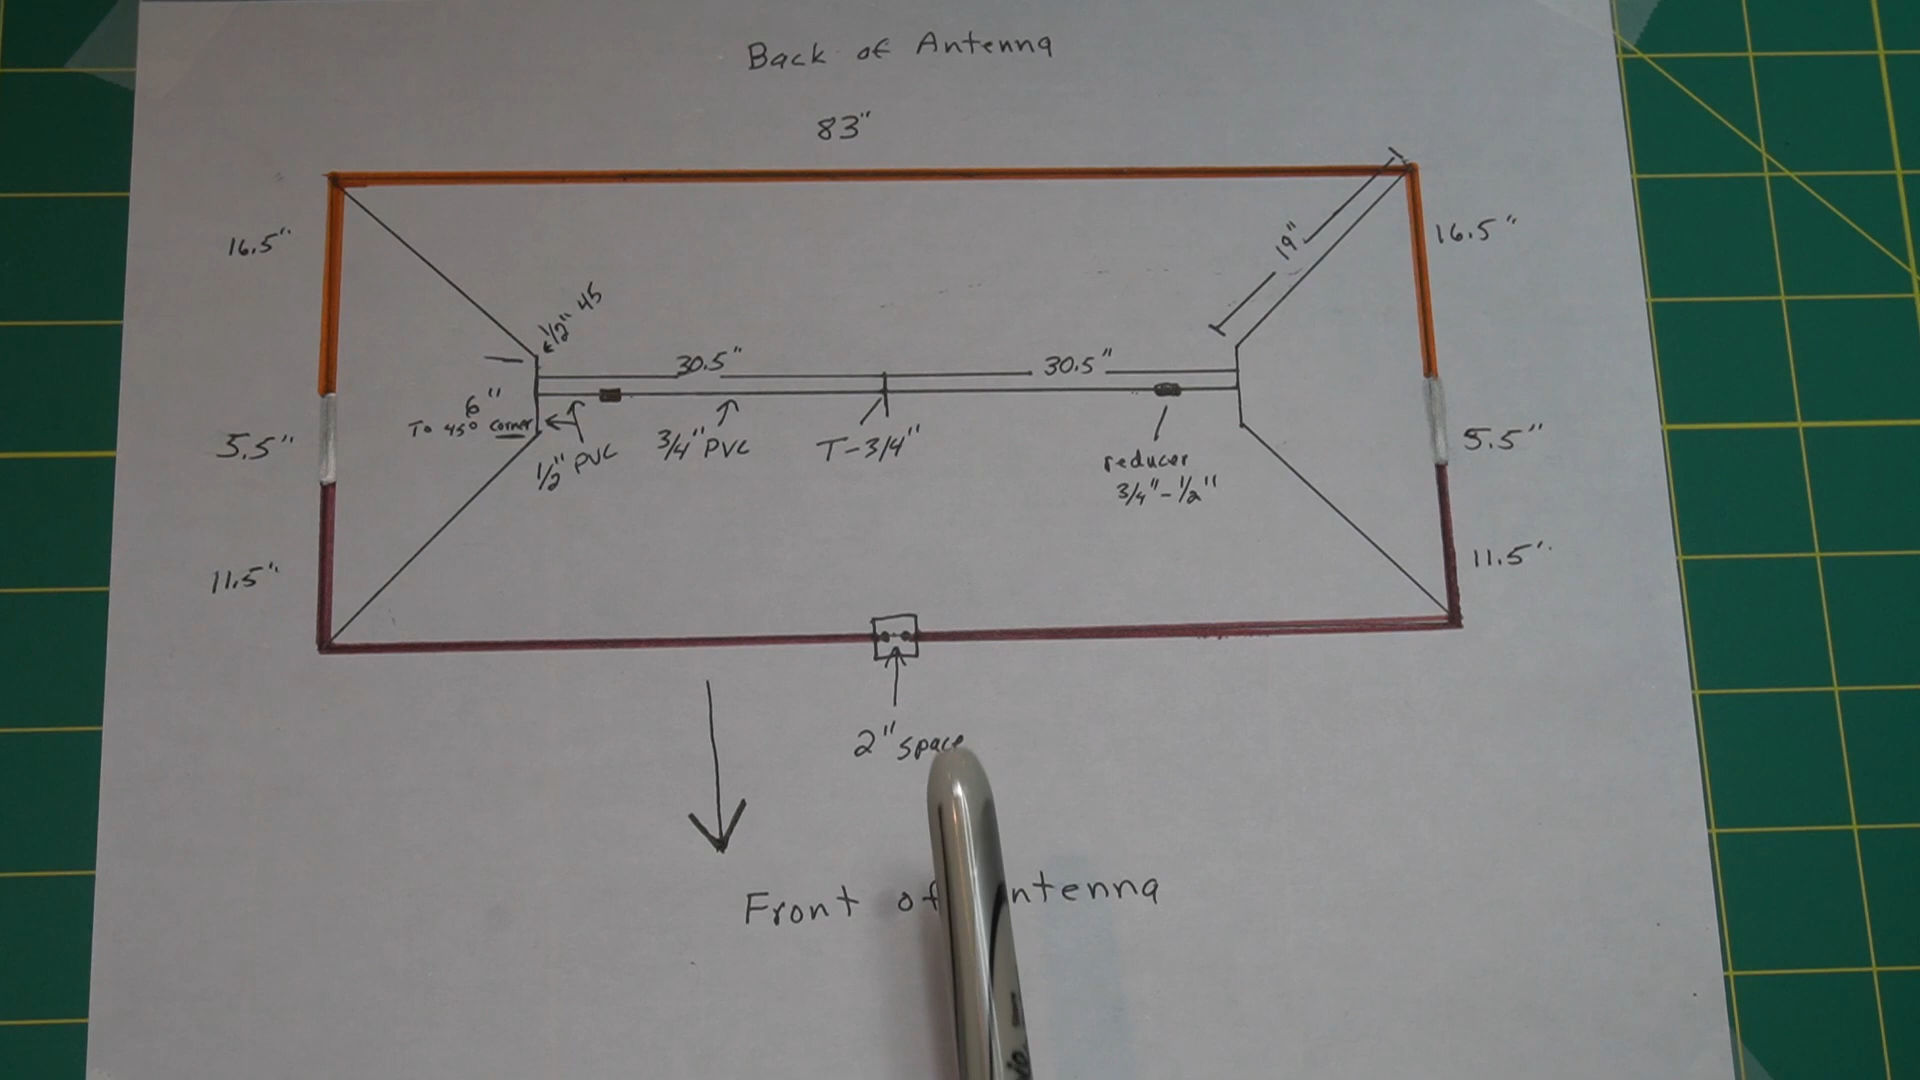 Back of Antenna
83"
16.5"
16.5"
19"
1/2" 45
30.5"
30.5"
6"
To 45° corner
5.5"
5.5"
1/2" PVC
3/4" PVC
T-3/4"
reducer
3/4"-1/2"
11.5"
11.5"
2" space
Front of ntenna